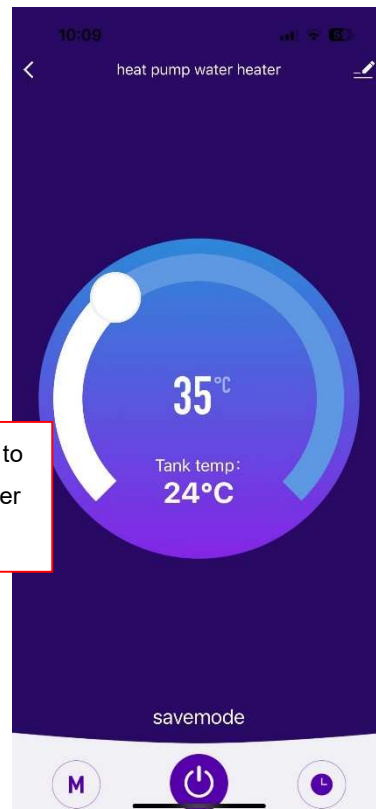 10:09
heat pump water heater
35°C
to
er
Tank temp:
24°C
savemode
M